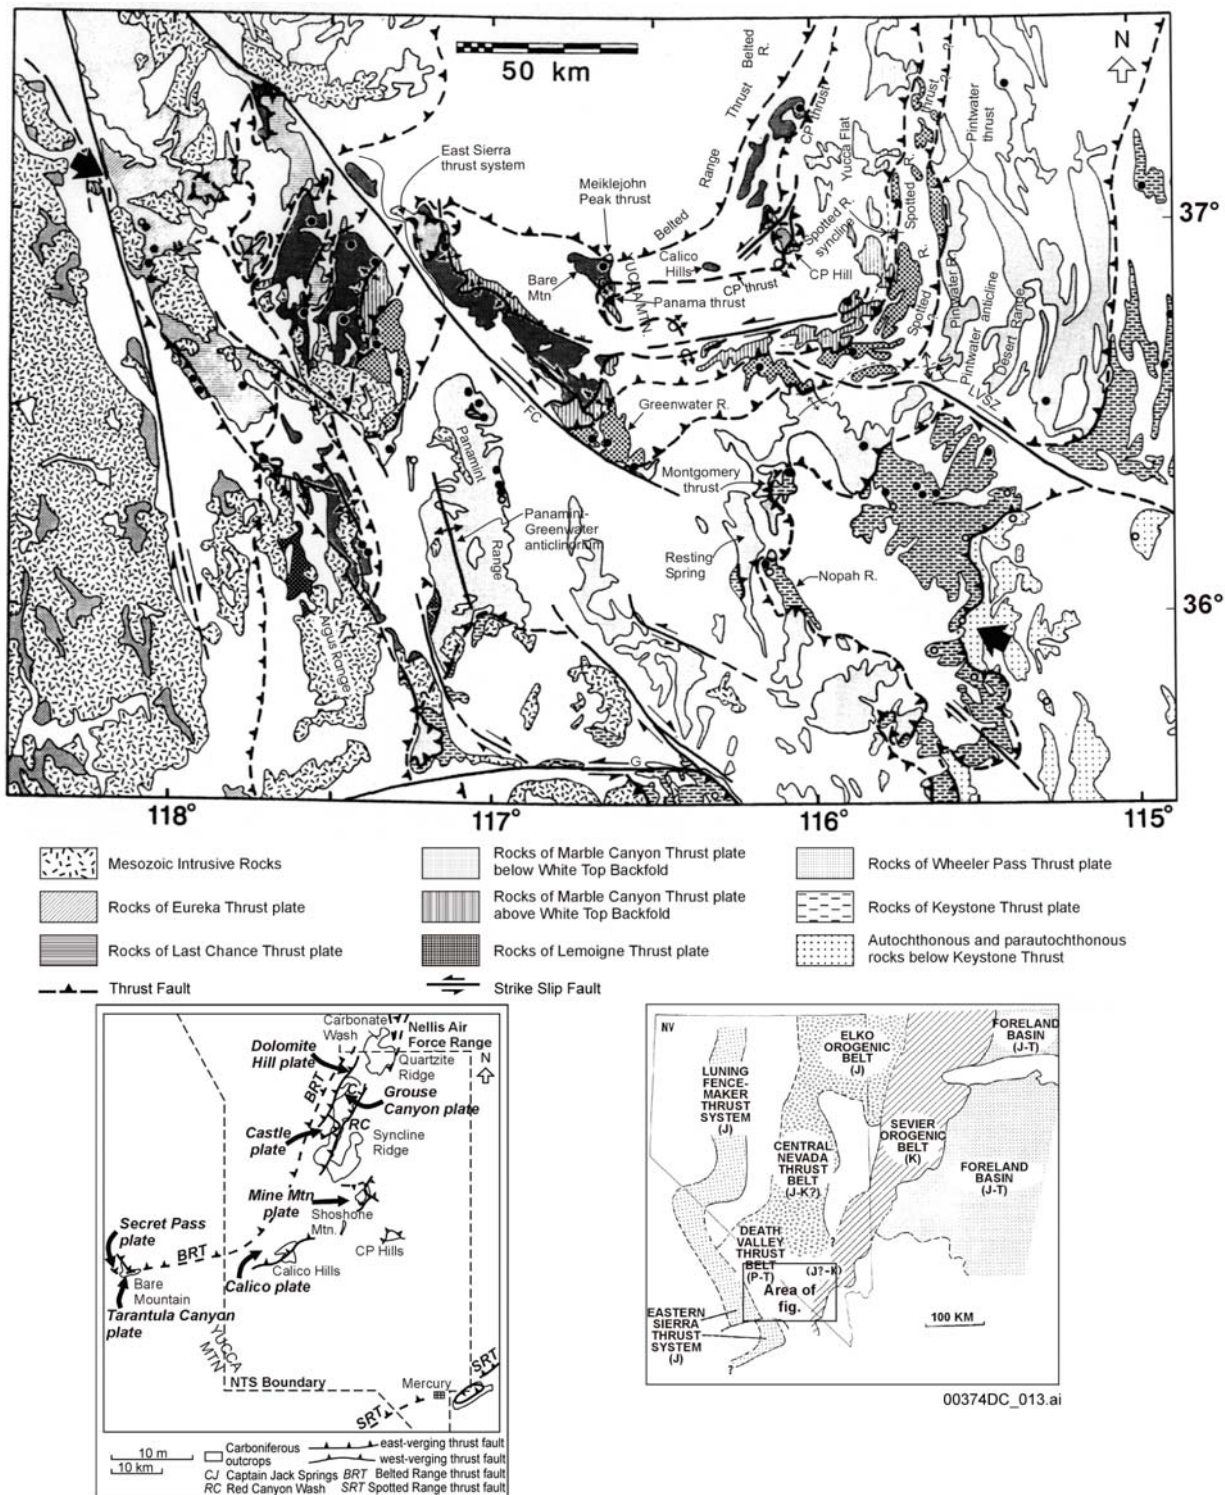 50 km
N
Belted
R.
Thrust
Range
Belted
CP thrust
Yucca Flat
Spotted R.
syncline
Spotted
R.
Thrust
Pintwater
thrust
East Sierra
thrust system
Meiklejohn
Peak thrust
Bare
Mtn
YUCCA MTN.
Calico
Hills
CP thrust
CP Hill
Panama thrust
Spotted
R.
Pintwater Rn
Pintwater anticline
Desert Range
LVSZ
37°
FC
Greenwater R.
Montgomery
thrust
Panamint
Range
Panamint-
Greenwater
anticlinorium
Resting
Spring
Nopah R.
36°
Argus Range
G
118°
117°
116°
115°
Mesozoic Intrusive Rocks
Rocks of Marble Canyon Thrust plate
below White Top Backfold
Rocks of Wheeler Pass Thrust plate
Rocks of Eureka Thrust plate
Rocks of Marble Canyon Thrust plate
above White Top Backfold
Rocks of Keystone Thrust plate
Rocks of Last Chance Thrust plate
Rocks of Lemoigne Thrust plate
Autochthonous and parautochthonous
rocks below Keystone Thrust
Thrust Fault
Strike Slip Fault
Carbonate
Wash
Nellis Air
Force Range
N
Dolomite
Hill plate
Quartzite
Ridge
BRT
CJ
Grouse
Canyon plate
RC
Castle
plate
Syncline
Ridge
Mine Mtn
plate
Shoshone
Mtn.
Secret Pass
plate
BRT
CP Hills
Calico Hills
Bare
Mountain
Calico plate
Tarantula Canyon
plate
YUCCA
MTN
NTS Boundary
Mercury
SRT
SRT
10 m
10 km
Carboniferous
outcrops
east-verging thrust fault
west-verging thrust fault
CJ Captain Jack Springs
BRT Belted Range thrust fault
RC Red Canyon Wash
SRT Spotted Range thrust fault
NV
LUNING
FENCE-
MAKER
THRUST
SYSTEM
(J)
ELKO
OROGENIC
BELT
(J)
FORELAND
BASIN
(J-T)
CENTRAL
NEVADA
THRUST
BELT
(J-K?)
SEVIER
OROGENIC
BELT
(K)
FORELAND
BASIN
(J-T)
DEATH
VALLEY
THRUST
BELT
(P-T)
?
(J?-K)
Area of
fig.
EASTERN
SIERRA
THRUST
SYSTEM
(J)
?
100 KM
00374DC_013.ai